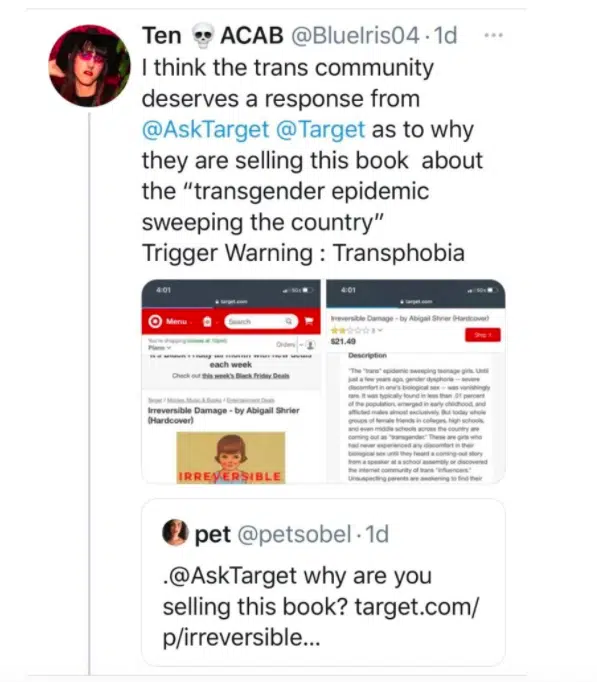 Ten 💀 ACAB @BlueIris04 · 1d
I think the trans community
deserves a response from
@AskTarget @Target as to why
they are selling this book about
the “transgender epidemic
sweeping the country”
Trigger Warning : Transphobia
4:01
target.com
Menu
Search
Orders
each week
Check out this week's Black Friday Deals
Target / Movies, Music & Books / Entertainment Deals
Irreversible Damage - by Abigail Shrier
(Hardcover)
IRREVERSIBLE
4:01
target.com
Irreversible Damage - by Abigail Shrier (Hardcover)
$21.49
Ship it
Description
"The "trans" epidemic sweeping teenage girls. Until
just a few years ago, gender dysphoria -- severe
discomfort in one's biological sex -- was vanishingly
rare. It was typically found in less than .01 percent
of the population, emerged in early childhood, and
afflicted males almost exclusively. But today whole
groups of female friends in colleges, high schools,
and even middle schools across the country are
coming out as "transgender." These are girls who
had never experienced any discomfort in their
biological sex until they heard a coming-out story
from a speaker at a school assembly or discovered
the internet community of trans "influencers."
Unsuspecting parents are awakening to find their
pet @petsobel · 1d
.@AskTarget why are you
selling this book? target.com/
p/irreversible...